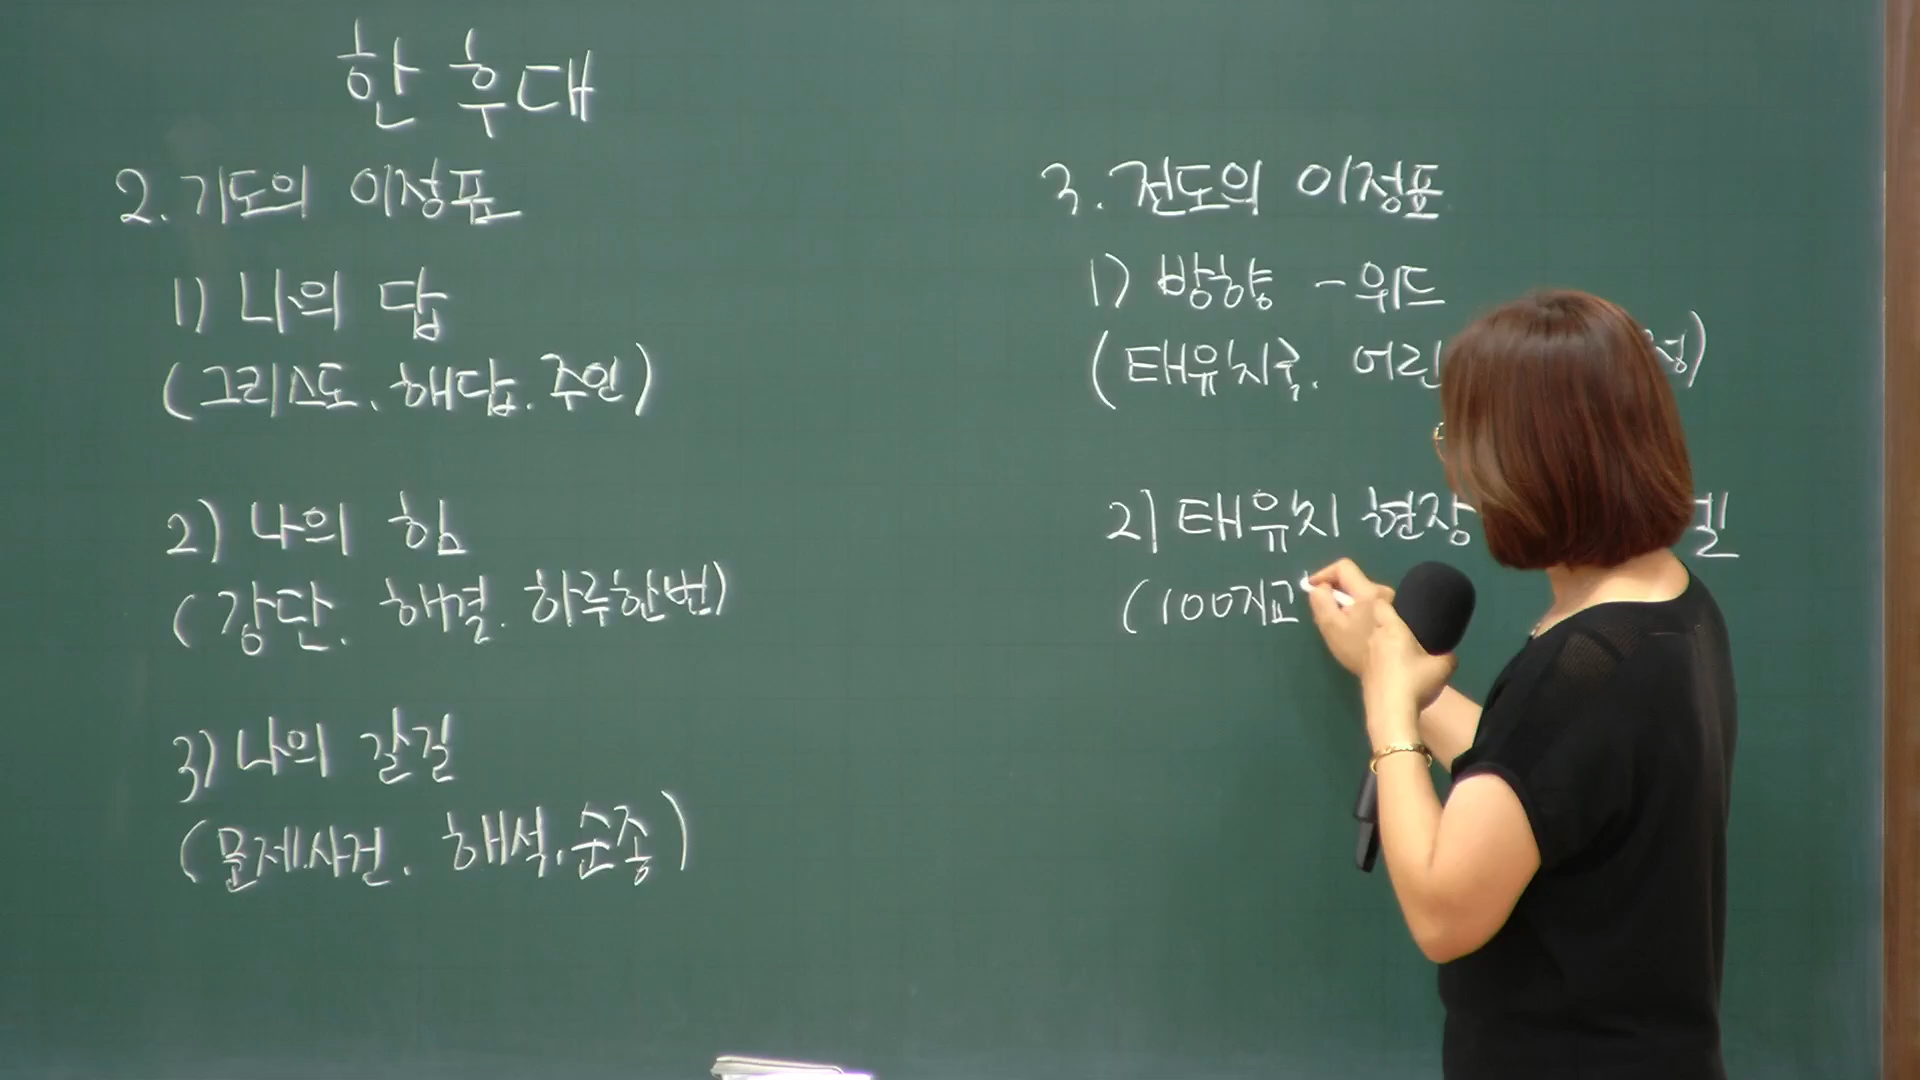 한 후대
2. 기도의 이정표
1) 나의 답
(그리스도. 해답. 주인)
2) 나의 힘
(강단. 해결. 하루한번)
3) 나의 갈길
(문제.사건. 해석.순종)
3. 전도의 이정표
1) 방향 - 워드
(태유치국. 어린
2) 태유치 현장
(100지교